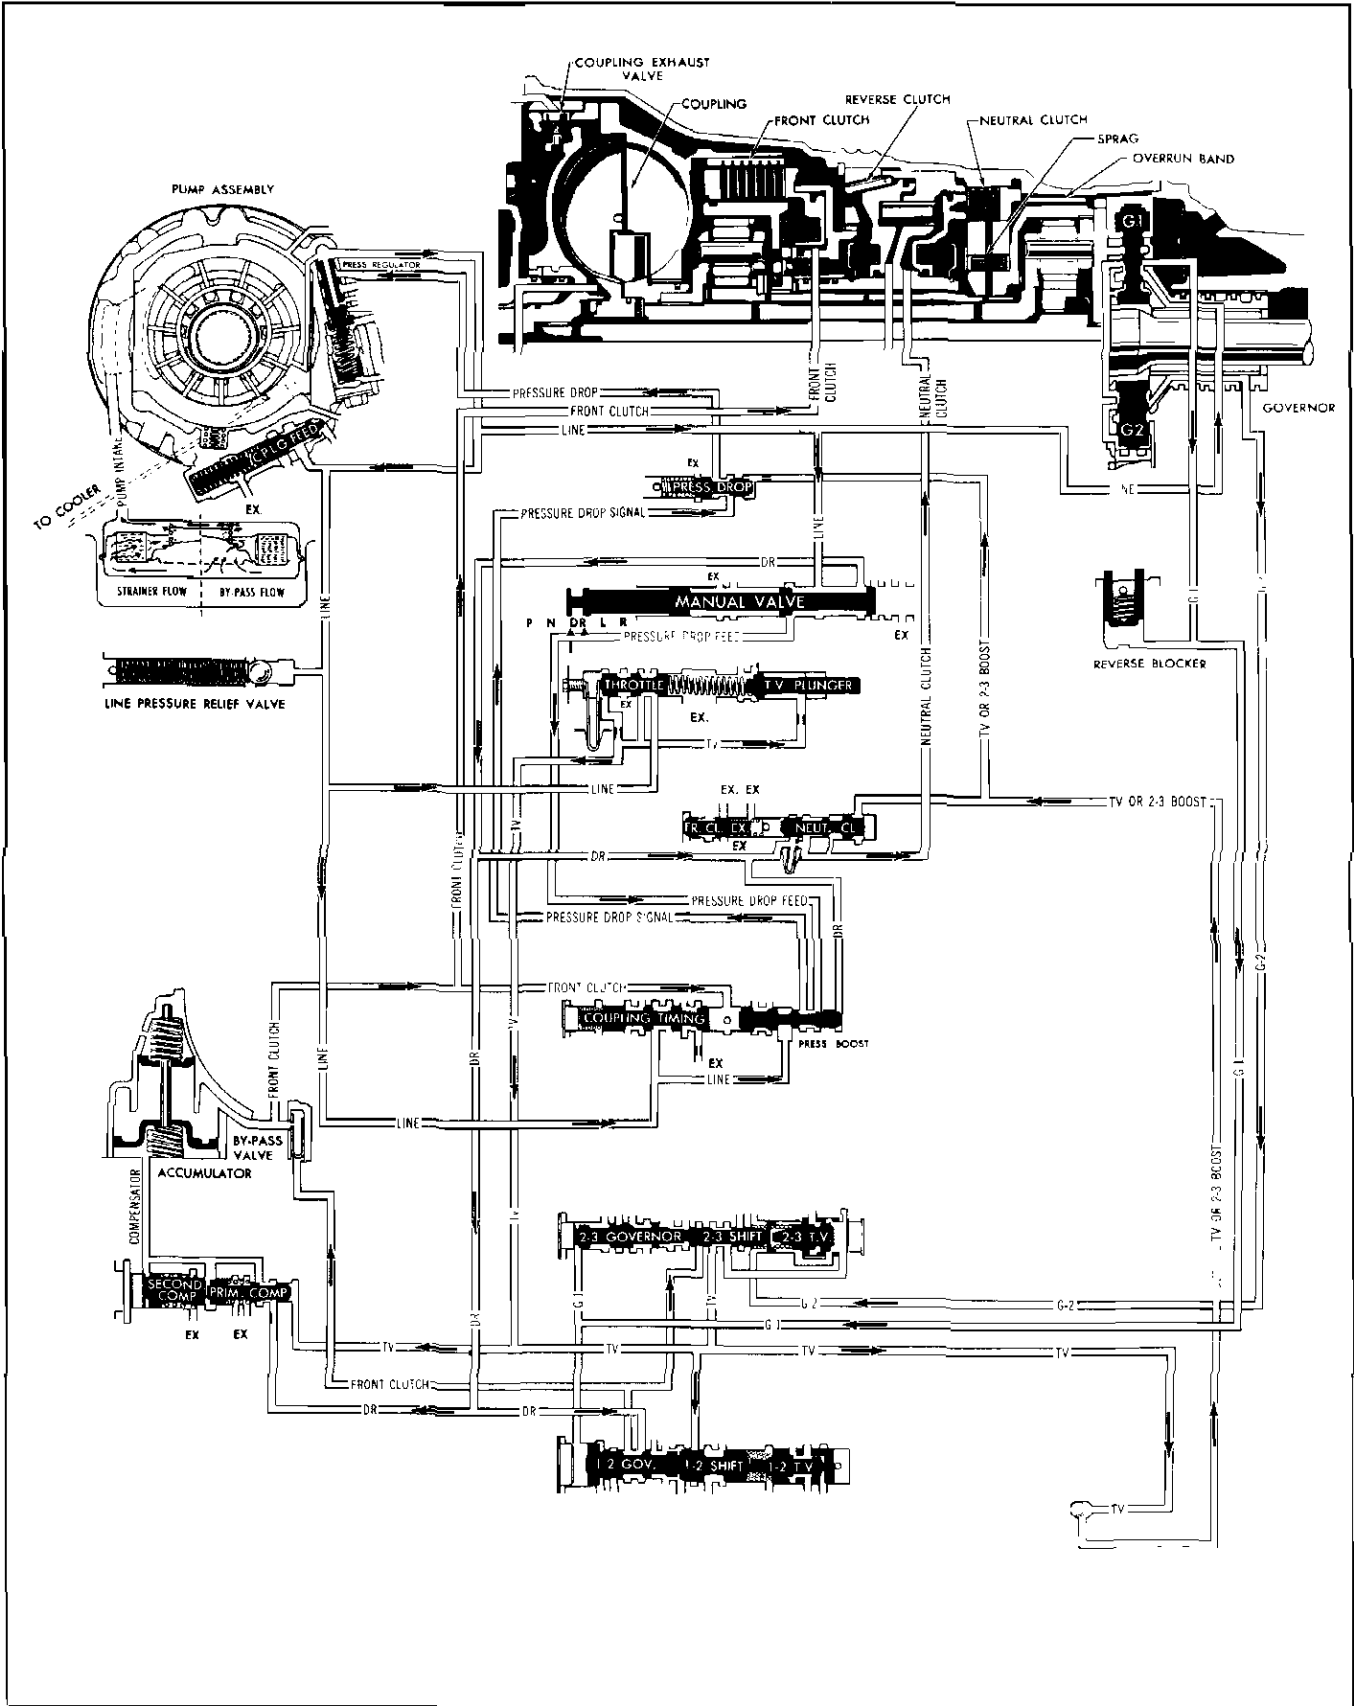 COUPLING EXHAUST
VALVE
COUPLING
REVERSE CLUTCH
FRONT CLUTCH
NEUTRAL CLUTCH
SPRAG
OVERRUN BAND
PUMP ASSEMBLY
G1
PRESS REGULATOR
FRONT
CLUTCH
NEUTRAL
CLUTCH
PRESSURE DROP
FRONT CLUTCH
LINE
GOVERNOR
G2
CPLG FEED
PUMP INTAKE
TO COOLER
EX.
EX
PRESS DROP
NE
PRESSURE DROP SIGNAL
LINE
STRAINER FLOW
BY-PASS FLOW
DR
EX
MANUAL VALVE
P N DR L R
PRESSURE DROP FEED
EX
G-1
LINE
REVERSE BLOCKER
LINE PRESSURE RELIEF VALVE
THROTTLE
T.V. PLUNGER
EX
EX.
TV
NEUTRAL CLUTCH
TV OR 2-3 BOOST
LINE
EX. EX
TV OR 2-3 BOOST
FR. CL. EX.
NEUT. CL
EX
TV
DR
FRONT CLUTCH
PRESSURE DROP FEED
PRESSURE DROP SIGNAL
DR
G-2
FRONT CLUTCH
COUPLING TIMING
PRESS BOOST
EX
LINE
TV
DR
LINE
FRONT CLUTCH
G-1
LINE
BY-PASS
VALVE
ACCUMULATOR
COMPENSATOR
TV
TV OR 2-3 BOOST
2-3 GOVERNOR
2-3 SHIFT
2-3 T.V.
SECOND
COMP
PRIM. COMP
EX
EX
G-1
TV
DR
G-2
G-2
G-1
TV
TV
TV
TV
FRONT CLUTCH
DR
DR
1-2 GOV.
1-2 SHIFT
1-2 T.V.
TV